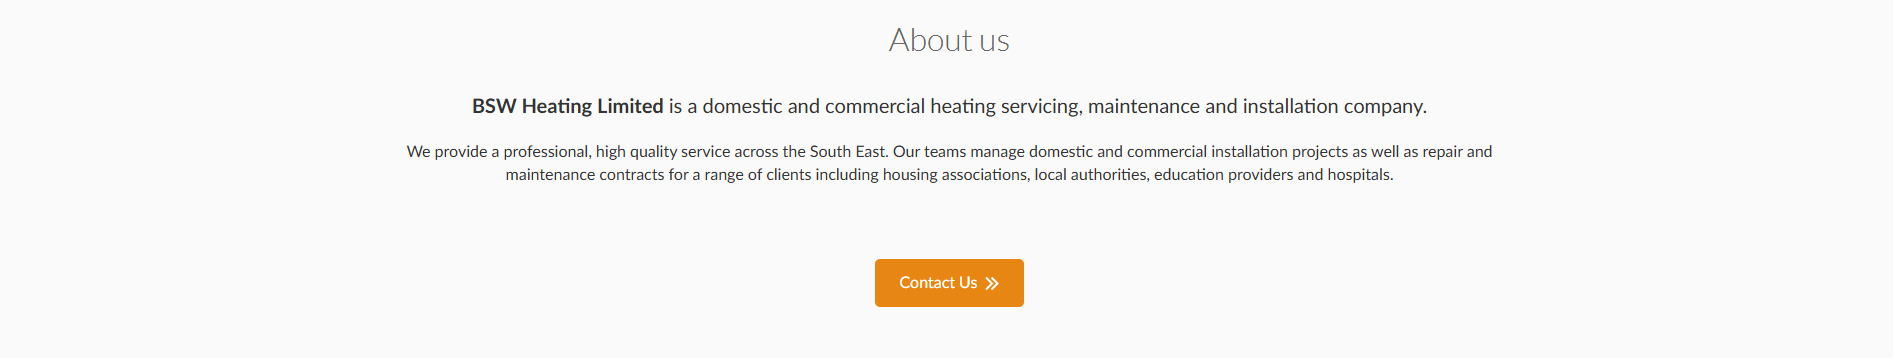 About us
BSW Heating Limited is a domestic and commercial heating servicing, maintenance and installation company.
We provide a professional, high quality service across the South East. Our teams manage domestic and commercial installation projects as well as repair and
maintenance contracts for a range of clients including housing associations, local authorities, education providers and hospitals.
Contact Us